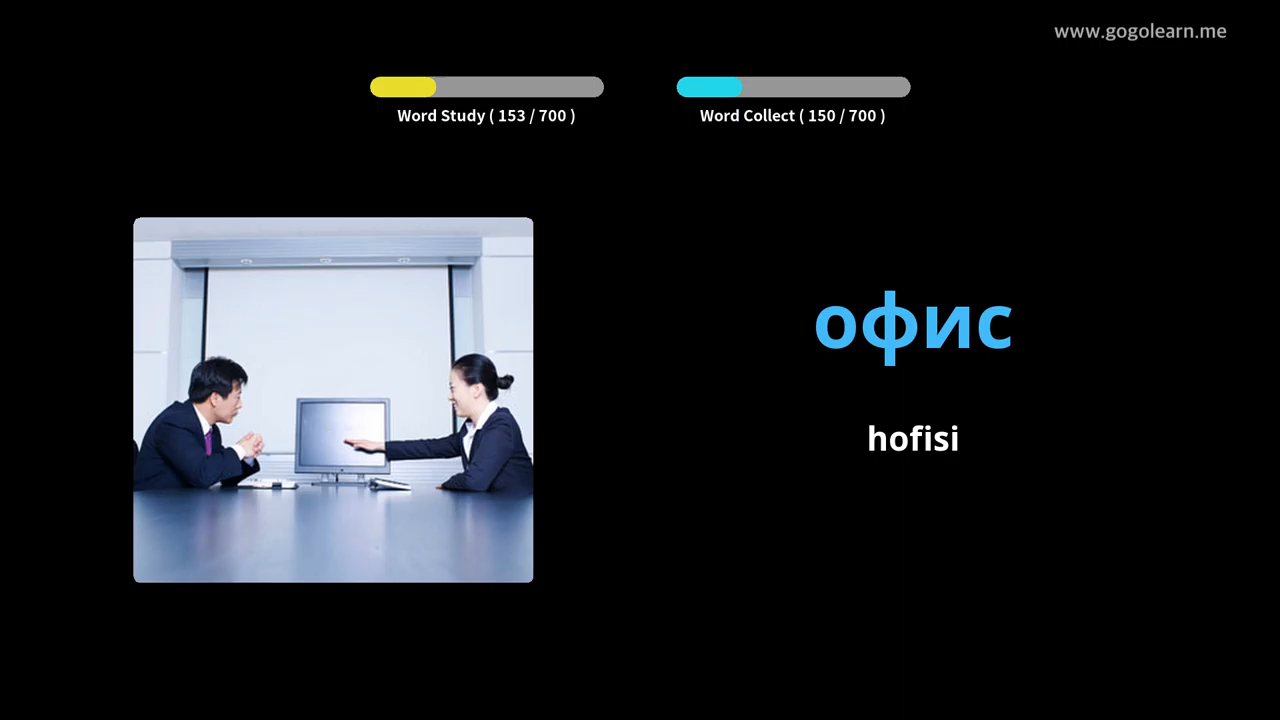 www.gogolearn.me
Word Study ( 153 / 700 )
Word Collect ( 150 / 700 )
офис
hofisi